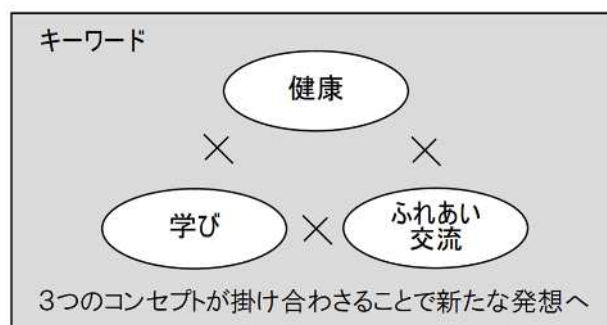 キーワード
健康
×
×
学び
×
ふれあい
交流
3つのコンセプトが掛け合わさることで新たな発想へ